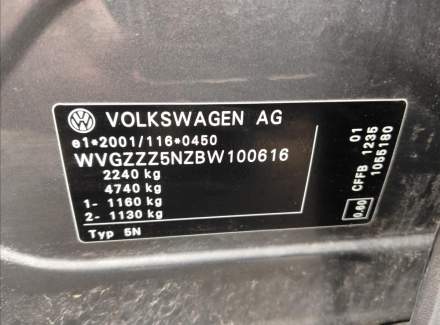 VOLKSWAGEN AG
e1*2001/116*0450
WVGZZZ5NZBW100616
2240 kg
4740 kg
1- 1160 kg
2- 1130 kg
Typ 5N
01
CFFB 1235
1055180
0.60